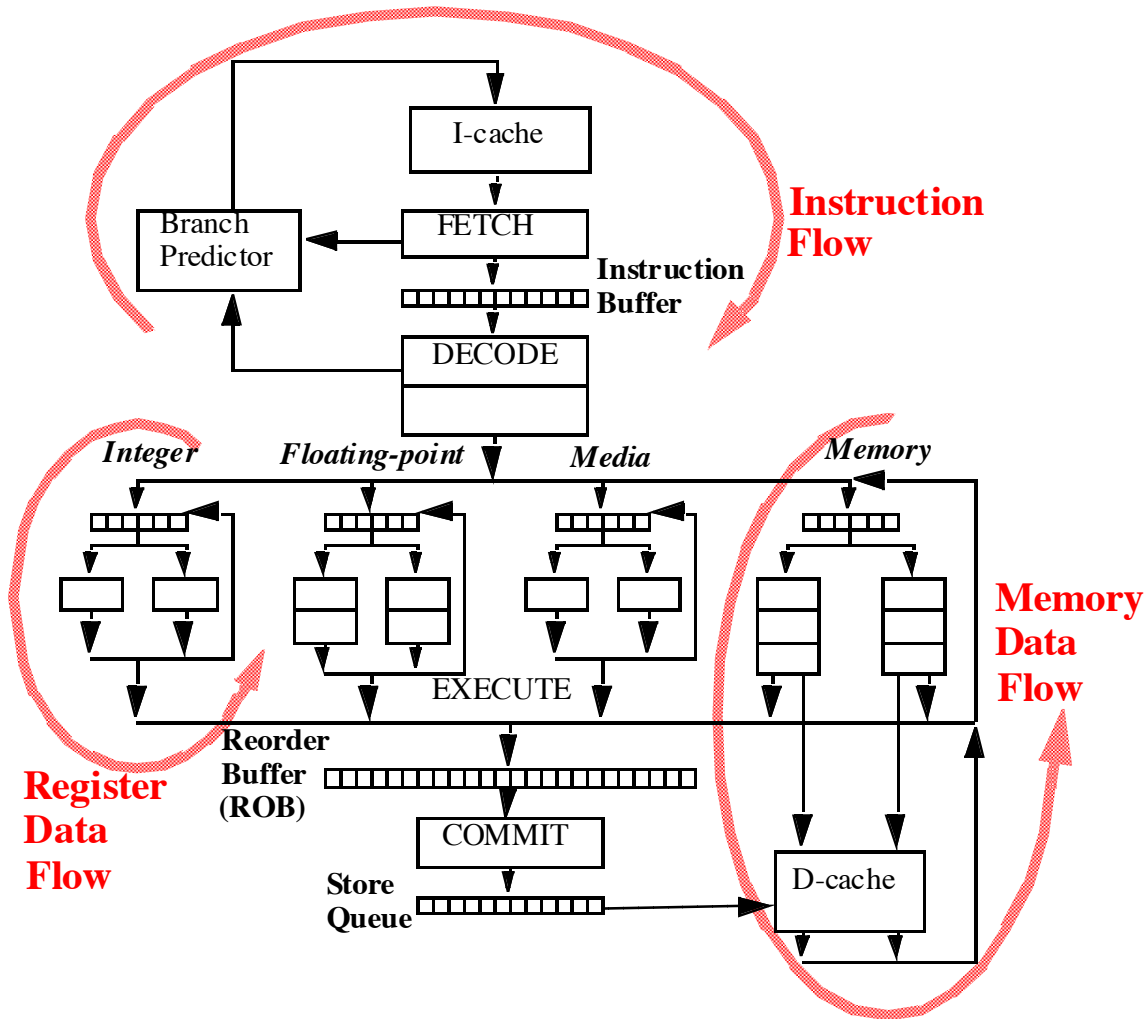 I-cache
Branch
Predictor
FETCH
Instruction
Flow
Instruction
Buffer
DECODE
Integer
Floating-point
Media
Memory
Memory
Data
Flow
EXECUTE
Reorder
Buffer
(ROB)
Register
Data
Flow
COMMIT
D-cache
Store
Queue